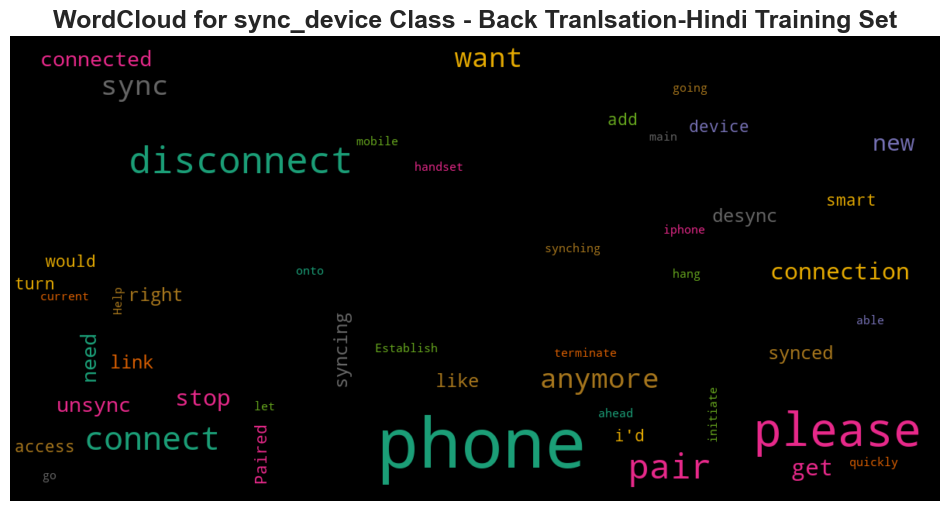 WordCloud for sync_device Class - Back Tranlsation-Hindi Training Set
connected
want
sync
going
add
device
main
new
mobile
disconnect
handset
smart
desync
iphone
synching
would
onto
hang
connection
turn
current
Help
right
able
need
link
syncing
Establish
terminate
synced
like
anymore
unsync
stop
let
ahead
initiate
access
connect
Paired
phone
i'd
please
pair
get
quickly
go